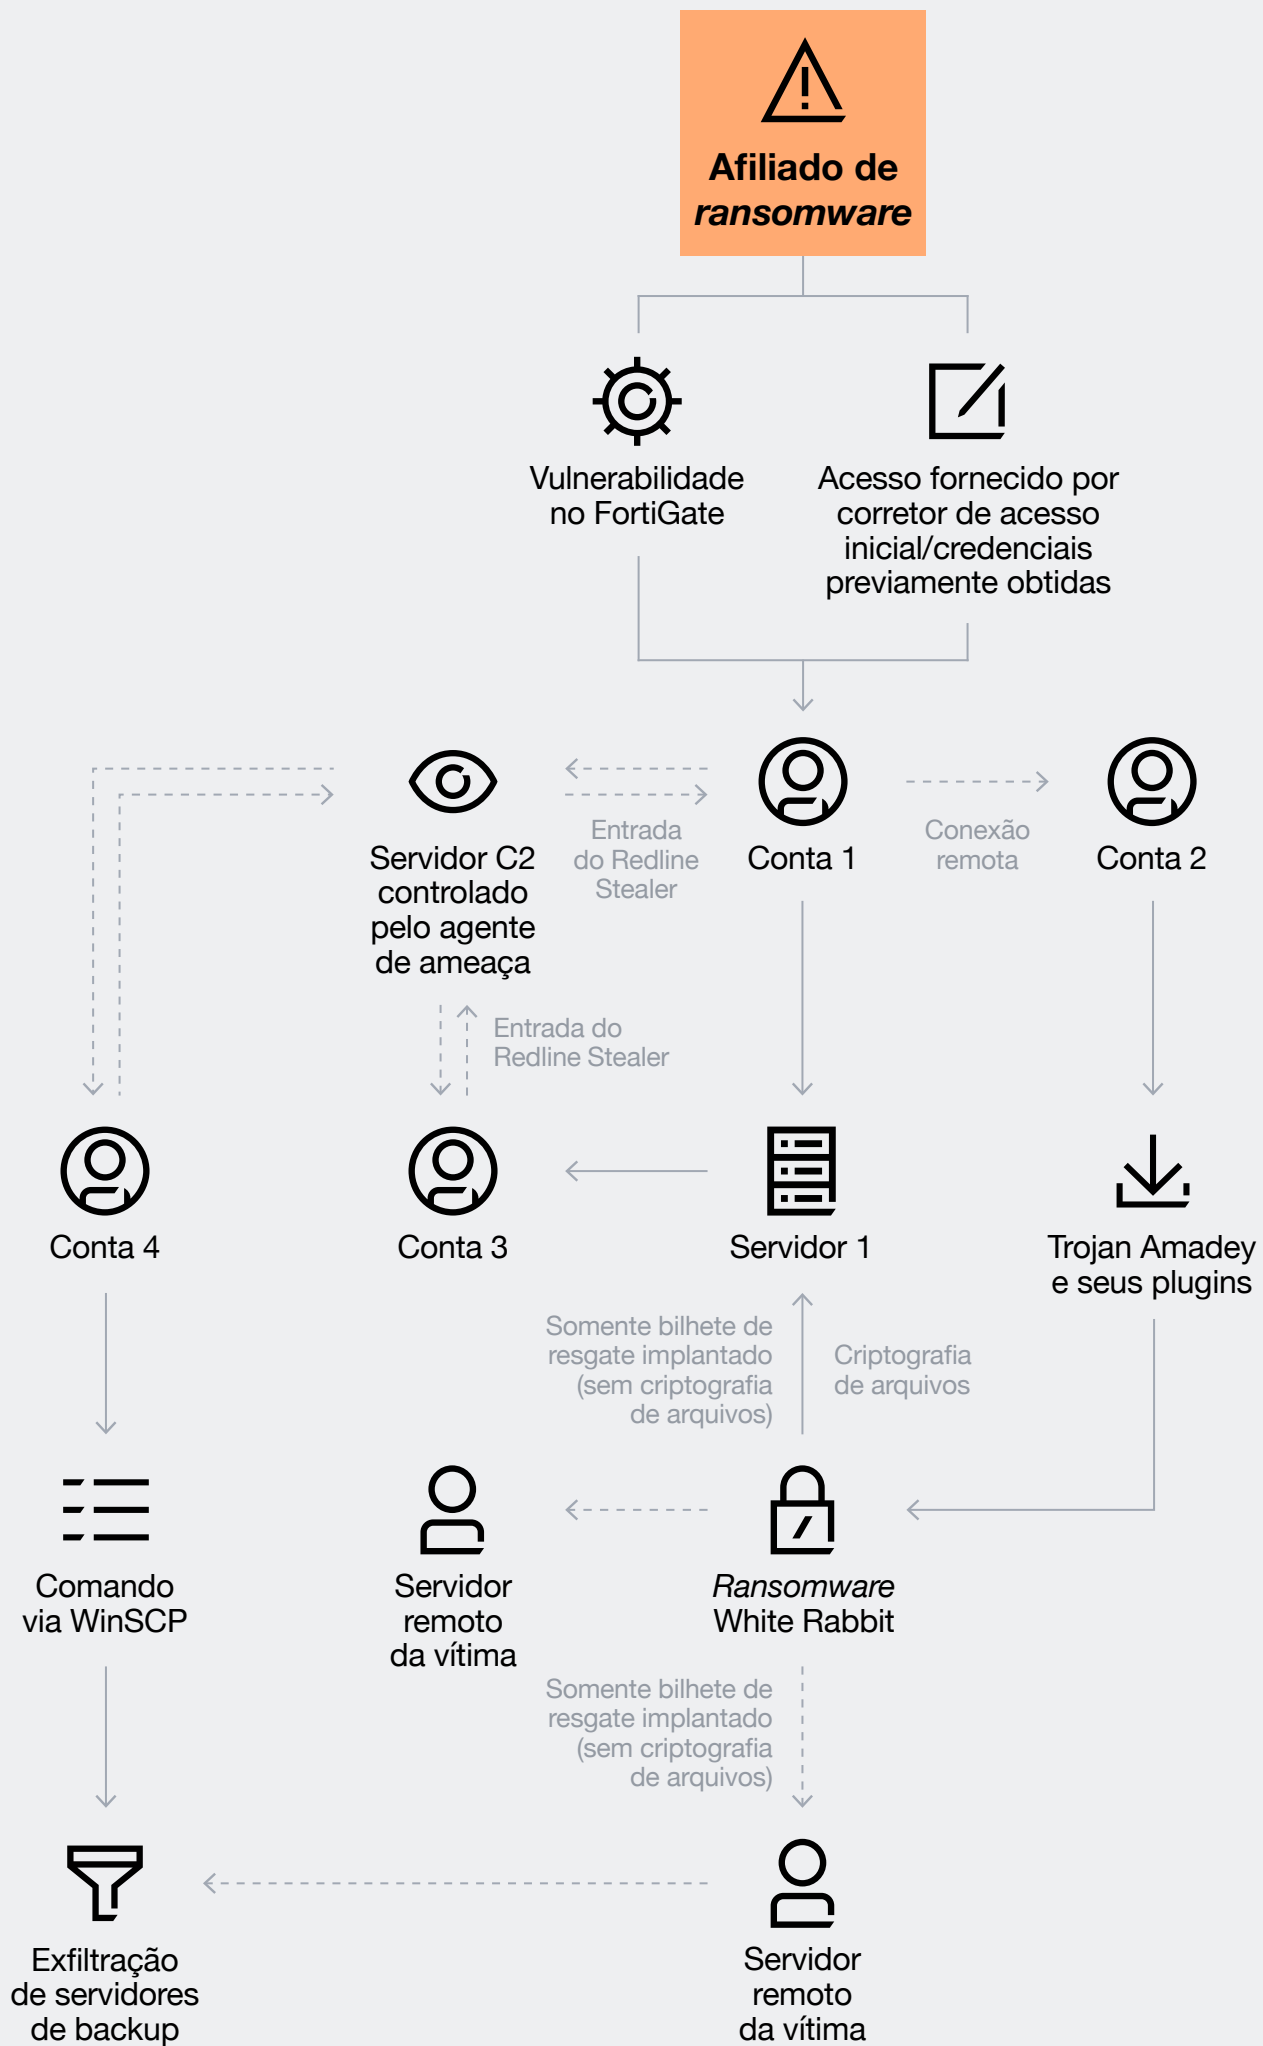 Afiliado de
ransomware
Vulnerabilidade
no FortiGate
Acesso fornecido por
corretor de acesso
inicial/credenciais
previamente obtidas
Servidor C2
controlado
pelo agente
de ameaça
Entrada
do Redline
Stealer
Conta 1
Conexão
remota
Conta 2
Entrada do
Redline Stealer
Conta 4
Conta 3
Servidor 1
Trojan Amadey
e seus plugins
Somente bilhete de
resgate implantado
(sem criptografia
de arquivos)
Criptografia
de arquivos
Comando
via WinSCP
Servidor
remoto
da vítima
Ransomware
White Rabbit
Somente bilhete de
resgate implantado
(sem criptografia
de arquivos)
Exfiltração
de servidores
de backup
Servidor
remoto
da vítima